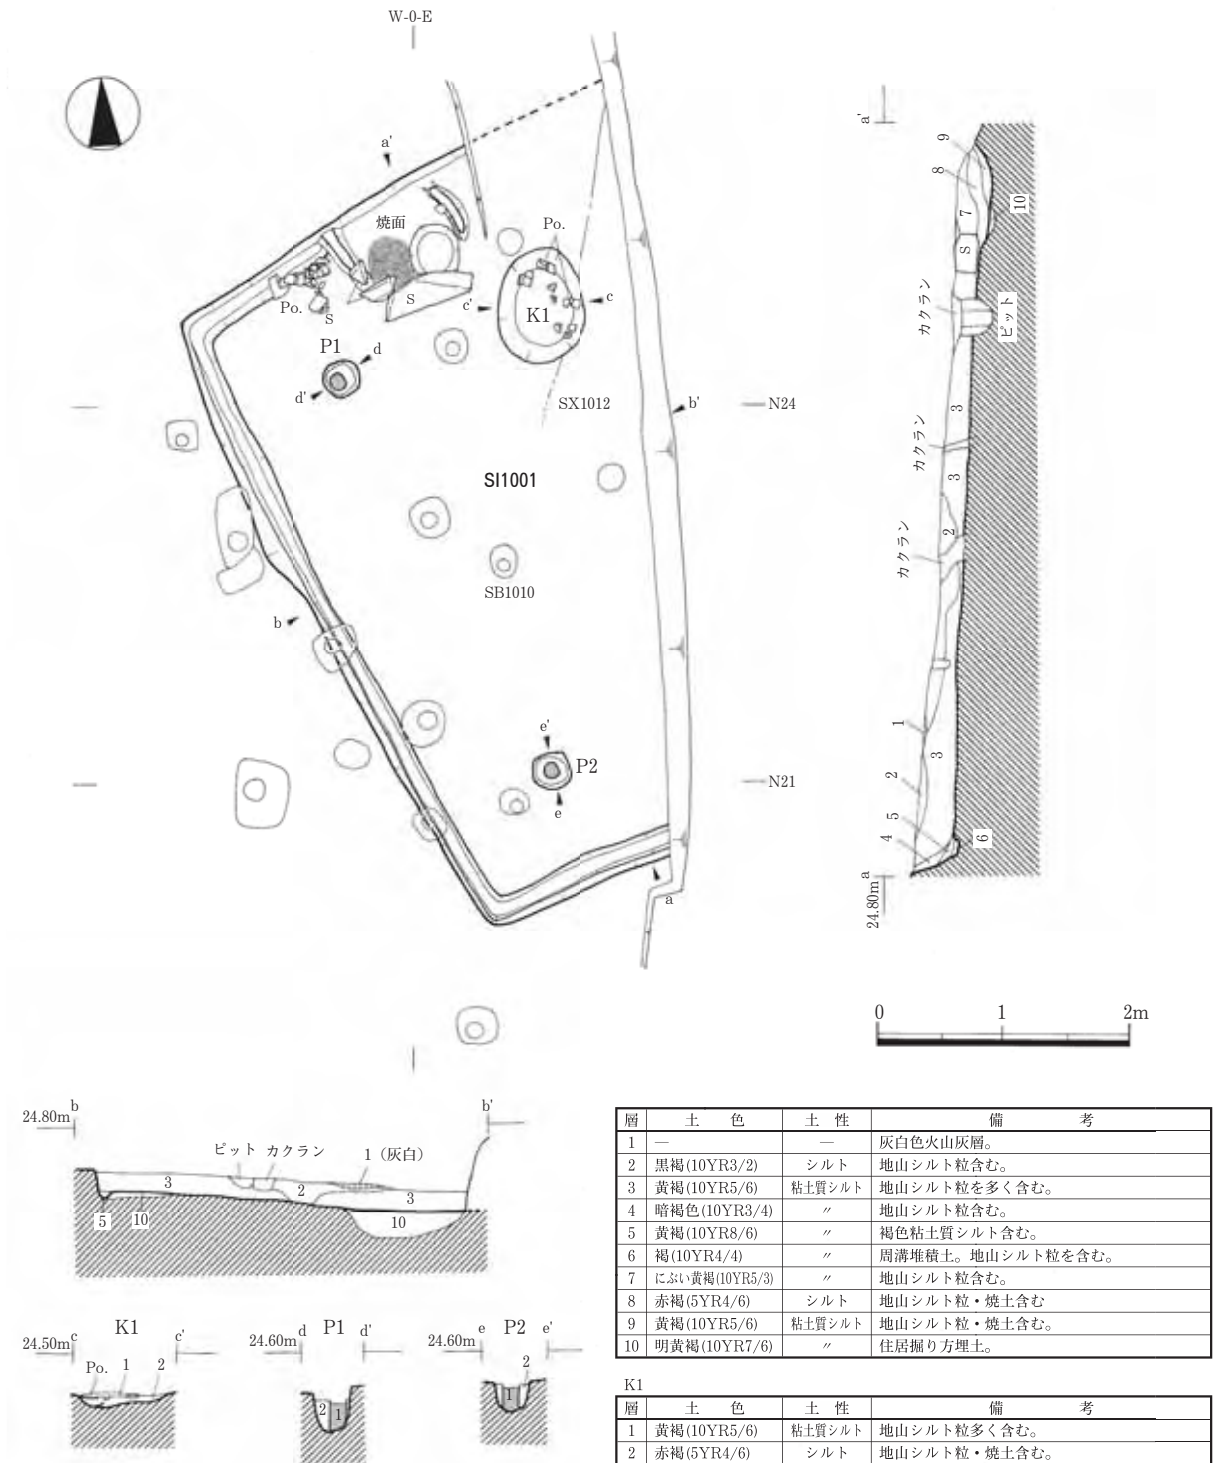 W-0-E
a'
焼面
Po.
Po.
S
S
c'
c
K1
P1
d
d'
SX1012
b'
N24
SI1001
SB1010
b
e'
P2
N21
e
a
a'
9
8
10
7
S
カクラン
ピット
3
カクラン
3
2
カクラン
1
3
2
5
4
6
a
24.80m
0 1 2m
b
24.80m
b'
ピット カクラン 1（灰白）
3 2 3
5 10 10
24.50m c K1 c'
Po. 1 2
24.60m d P1 d'
2 1
24.60m e P2 e'
2
1
層 土 色 土 性 備 考
1 — — 灰白色火山灰層。
2 黒褐(10YR3/2) シルト 地山シルト粒含む。
3 黄褐(10YR5/6) 粘土質シルト 地山シルト粒を多く含む。
4 暗褐色(10YR3/4) 〃 地山シルト粒含む。
5 黄褐(10YR8/6) 〃 褐色粘土質シルト含む。
6 褐(10YR4/4) 〃 周溝堆積土。地山シルト粒を含む。
7 にぶい黄褐(10YR5/3) 〃 地山シルト粒含む。
8 赤褐(5YR4/6) シルト 地山シルト粒・焼土含む
9 黄褐(10YR5/6) 粘土質シルト 地山シルト粒・焼土含む。
10 明黄褐(10YR7/6) 〃 住居掘り方埋土。
K1
層 土 色 土 性 備 考
1 黄褐(10YR5/6) 粘土質シルト 地山シルト粒多く含む。
2 赤褐(5YR4/6) シルト 地山シルト粒・焼土含む。